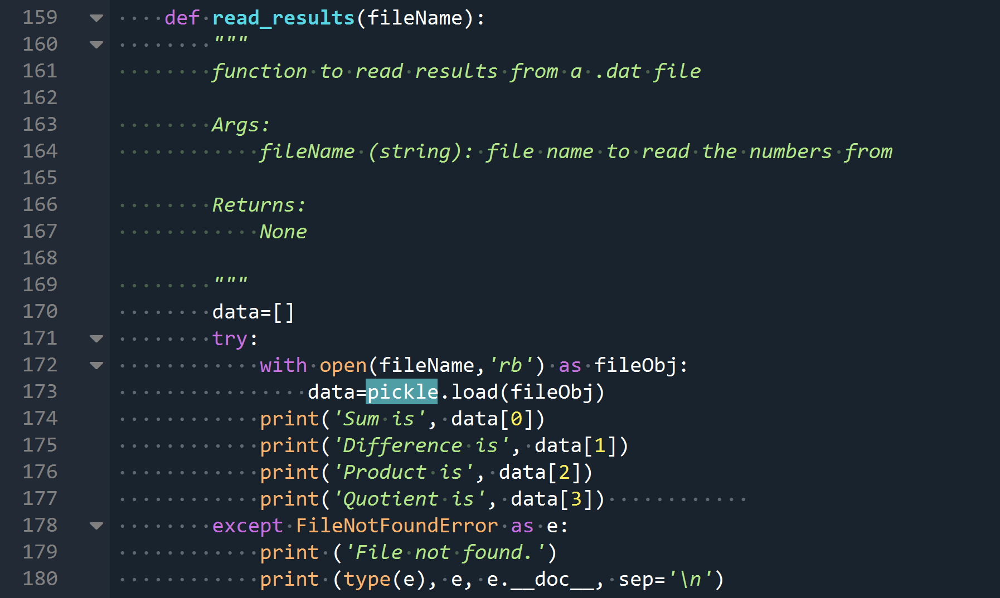 159 def read_results(fileName):
160 """
161 function to read results from a .dat file
162
163 Args:
164 fileName (string): file name to read the numbers from
165
166 Returns:
167 None
168
169 """
170 data=[]
171 try:
172 with open(fileName,'rb') as fileObj:
173 data=pickle.load(fileObj)
174 print('Sum is', data[0])
175 print('Difference is', data[1])
176 print('Product is', data[2])
177 print('Quotient is', data[3])
178 except FileNotFoundError as e:
179 print ('File not found.')
180 print (type(e), e, e.__doc__, sep='\n')